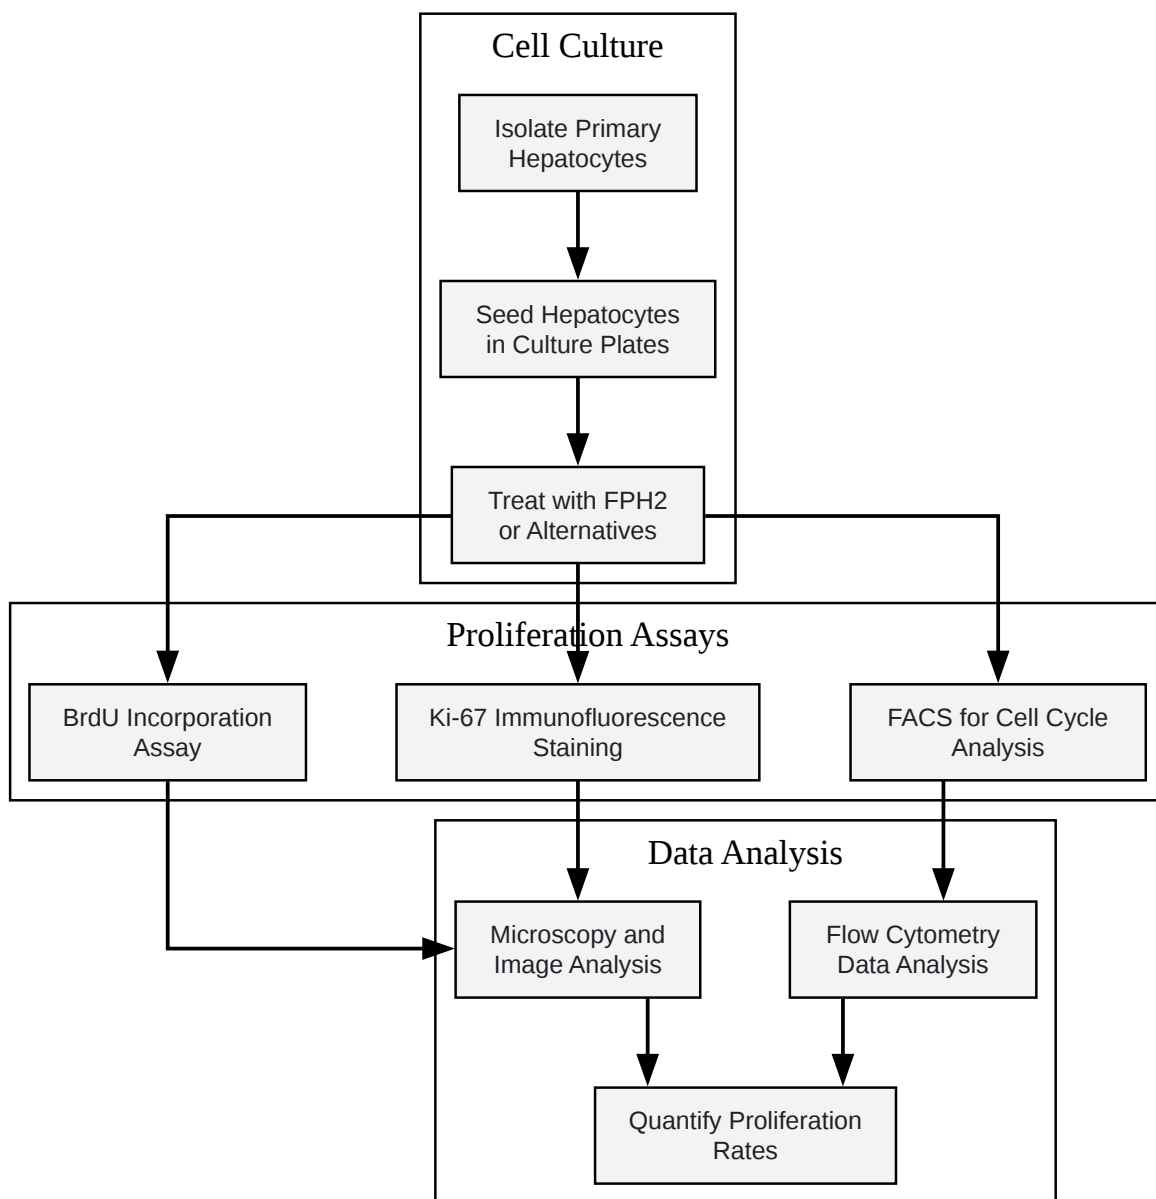 Cell Culture
Isolate Primary
Hepatocytes
Seed Hepatocytes
in Culture Plates
Treat with FPH2
or Alternatives
Proliferation Assays
BrdU Incorporation
Assay
Ki-67 Immunofluorescence
Staining
FACS for Cell Cycle
Analysis
Data Analysis
Microscopy and
Image Analysis
Flow Cytometry
Data Analysis
Quantify Proliferation
Rates